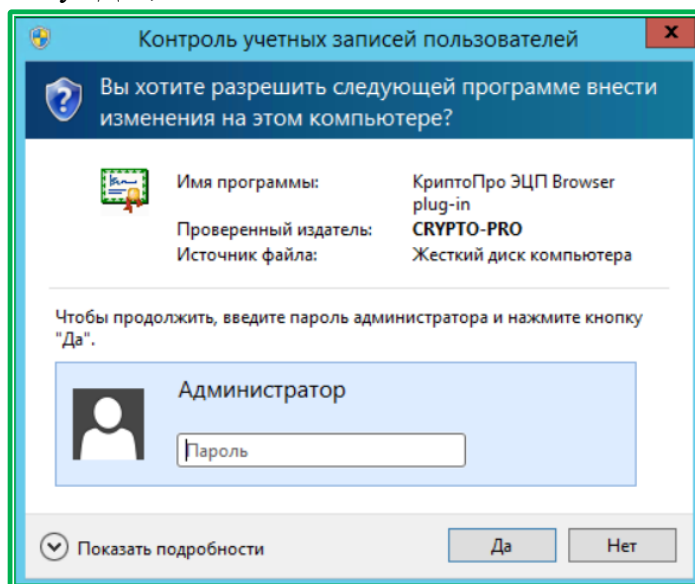 Контроль учетных записей пользователей
x
Вы хотите разрешить следующей программе внести
изменения на этом компьютере?
Имя программы: КриптоПро ЭЦП Browser
plug-in
Проверенный издатель: CRYPTO-PRO
Источник файла: Жесткий диск компьютера
Чтобы продолжить, введите пароль администратора и нажмите кнопку
"Да".
Администратор
Пароль
Показать подробности
Да
Нет